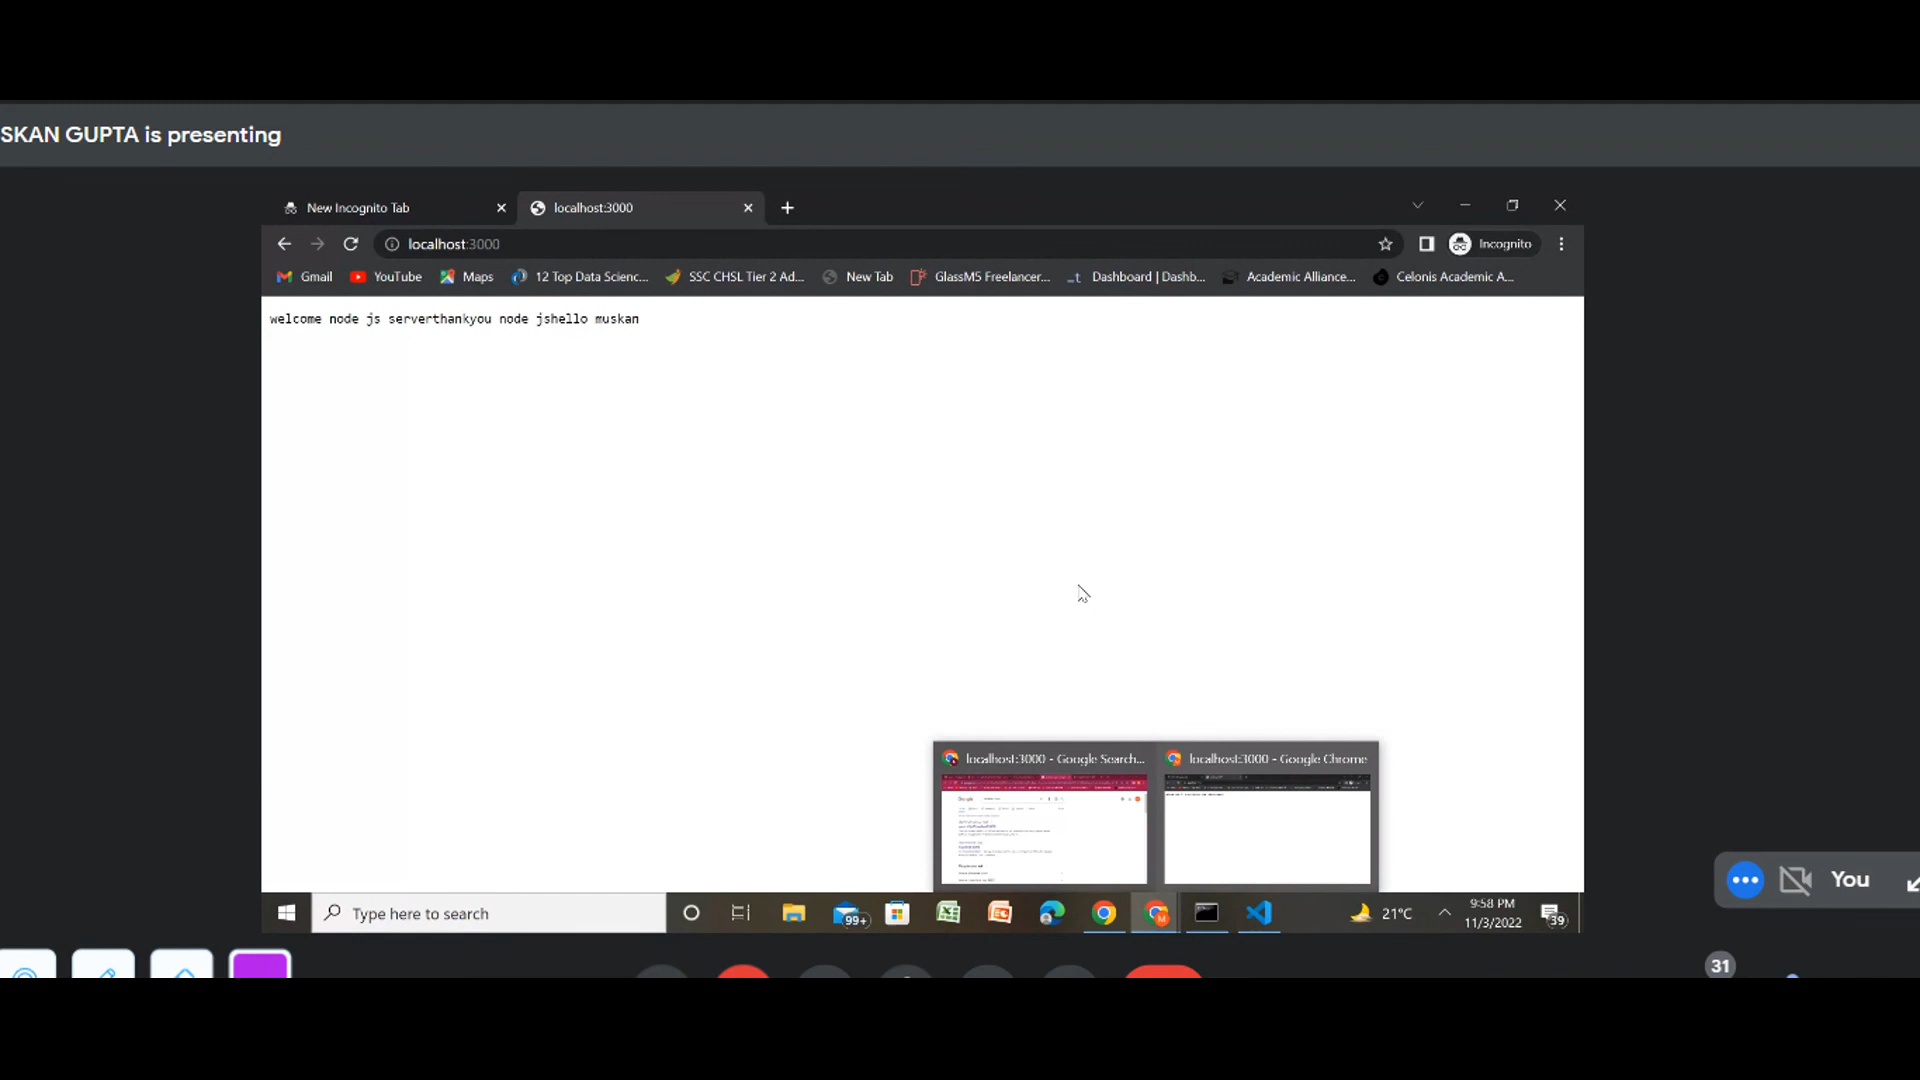 SKAN GUPTA is presenting
New Incognito Tab
localhost:3000
localhost:3000
Incognito
Gmail
YouTube
Maps
12 Top Data Scienc...
SSC CHSL Tier 2 Ad...
New Tab
GlassM5 Freelancer...
Dashboard | Dashb...
Academic Alliance...
Celonis Academic A...
welcome node js serverthankyou node jshello muskan
localhost:3000 - Google Search...
localhost:3000 - Google Chrome
You
Type here to search
99+
21°C
9:58 PM
11/3/2022
39
31